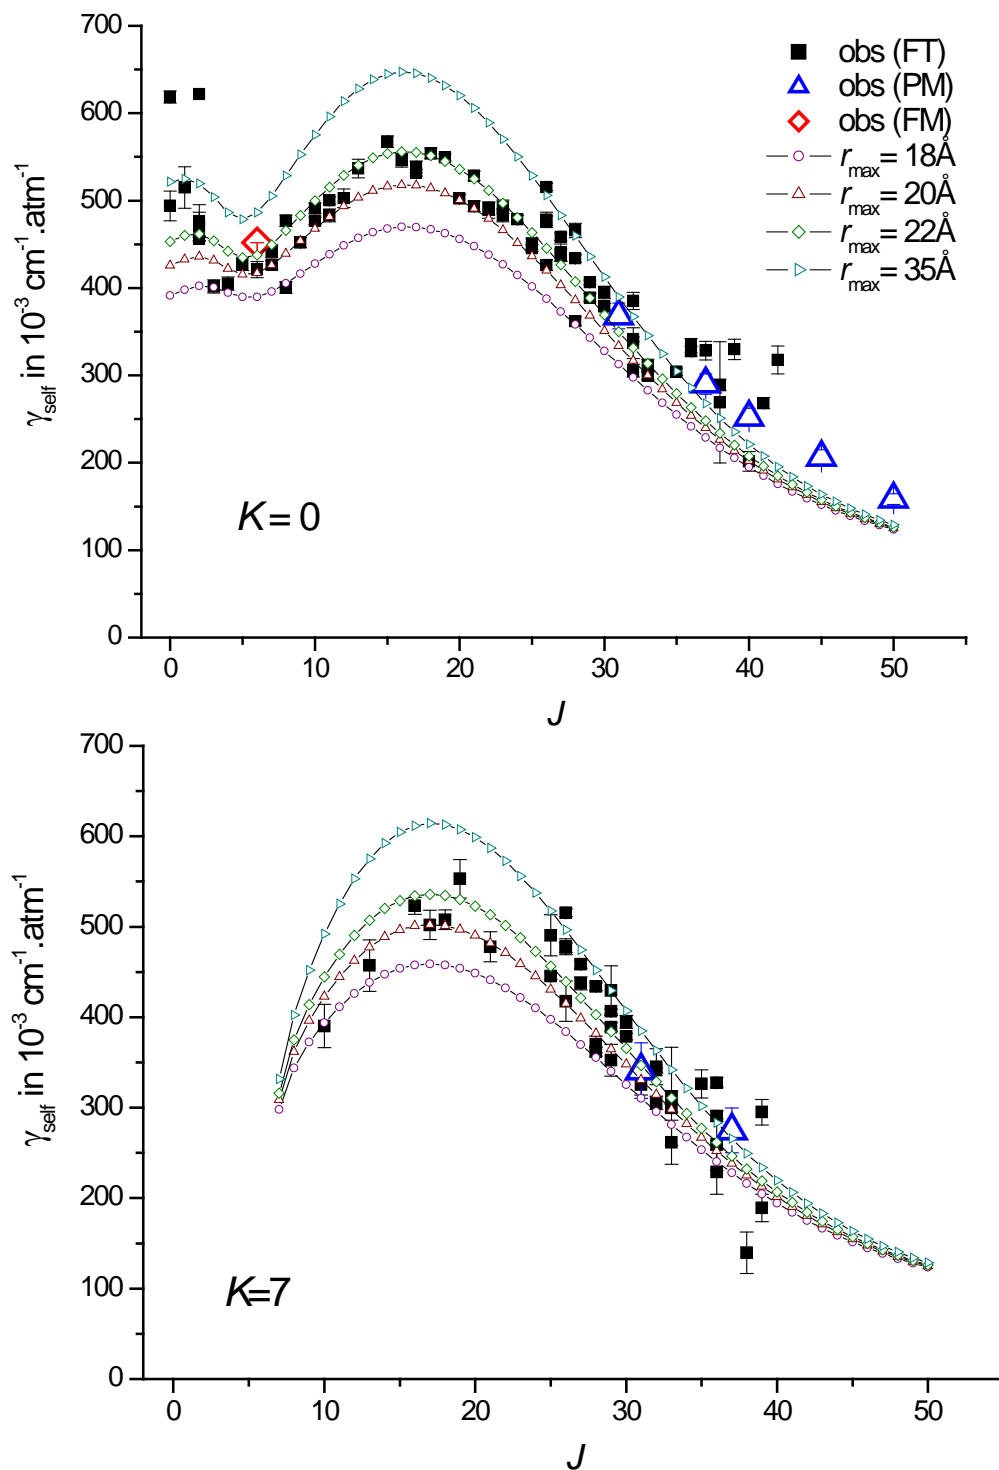 700
600
500
400
300
200
100
0
γself in 10⁻³ cm⁻¹.atm⁻¹
obs (FT)
obs (PM)
obs (FM)
rmax = 18Å
rmax = 20Å
rmax = 22Å
rmax = 35Å
K = 0
0 10 20 30 40 50
J
700
600
500
400
300
200
100
0
γself in 10⁻³ cm⁻¹.atm⁻¹
K=7
0 10 20 30 40 50
J